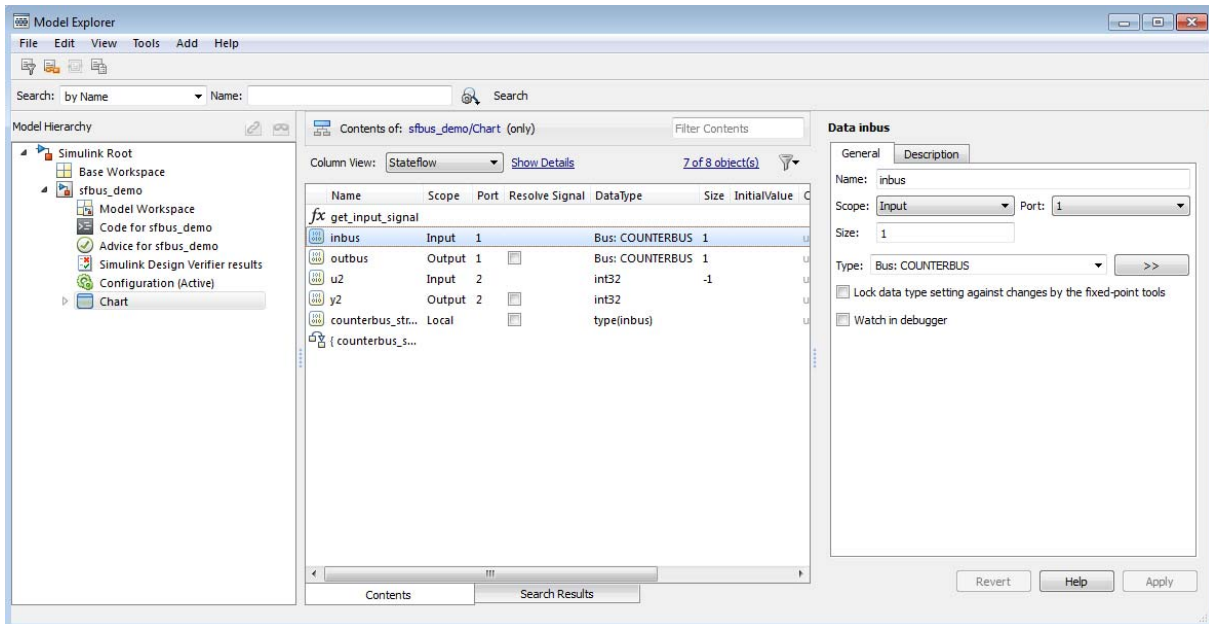 Model Explorer
File Edit View Tools Add Help
Search: by Name Name: Search
Model Hierarchy
Simulink Root
Base Workspace
sfbus_demo
Model Workspace
Code for sfbus_demo
Advice for sfbus_demo
Simulink Design Verifier results
Configuration (Active)
Chart
Contents of: sfbus_demo/Chart (only) Filter Contents
Column View: Stateflow Show Details 7 of 8 object(s)
Name Scope Port Resolve Signal DataType Size InitialValue C
fx get_input_signal
inbus Input 1 Bus: COUNTERBUS 1 u
outbus Output 1 Bus: COUNTERBUS 1 u
u2 Input 2 int32 -1 u
y2 Output 2 int32 u
counterbus_str... Local type(inbus) u
{ counterbus_s...
Contents Search Results
Data inbus
General Description
Name: inbus
Scope: Input Port: 1
Size: 1
Type: Bus: COUNTERBUS >>
Lock data type setting against changes by the fixed-point tools
Watch in debugger
Revert Help Apply